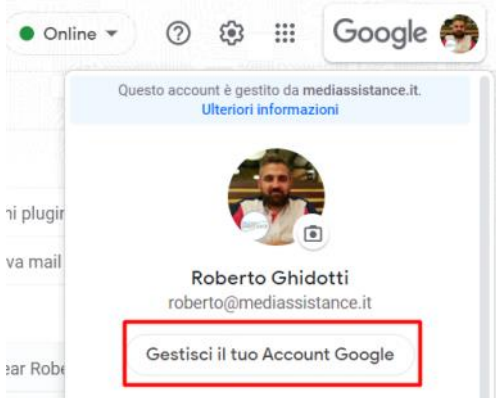 Online
Google
Questo account è gestito da mediassistance.it.
Ulteriori informazioni
ni plugin
va mail
Roberto Ghidotti
roberto@mediassistance.it
Gestisci il tuo Account Google
ear Robe